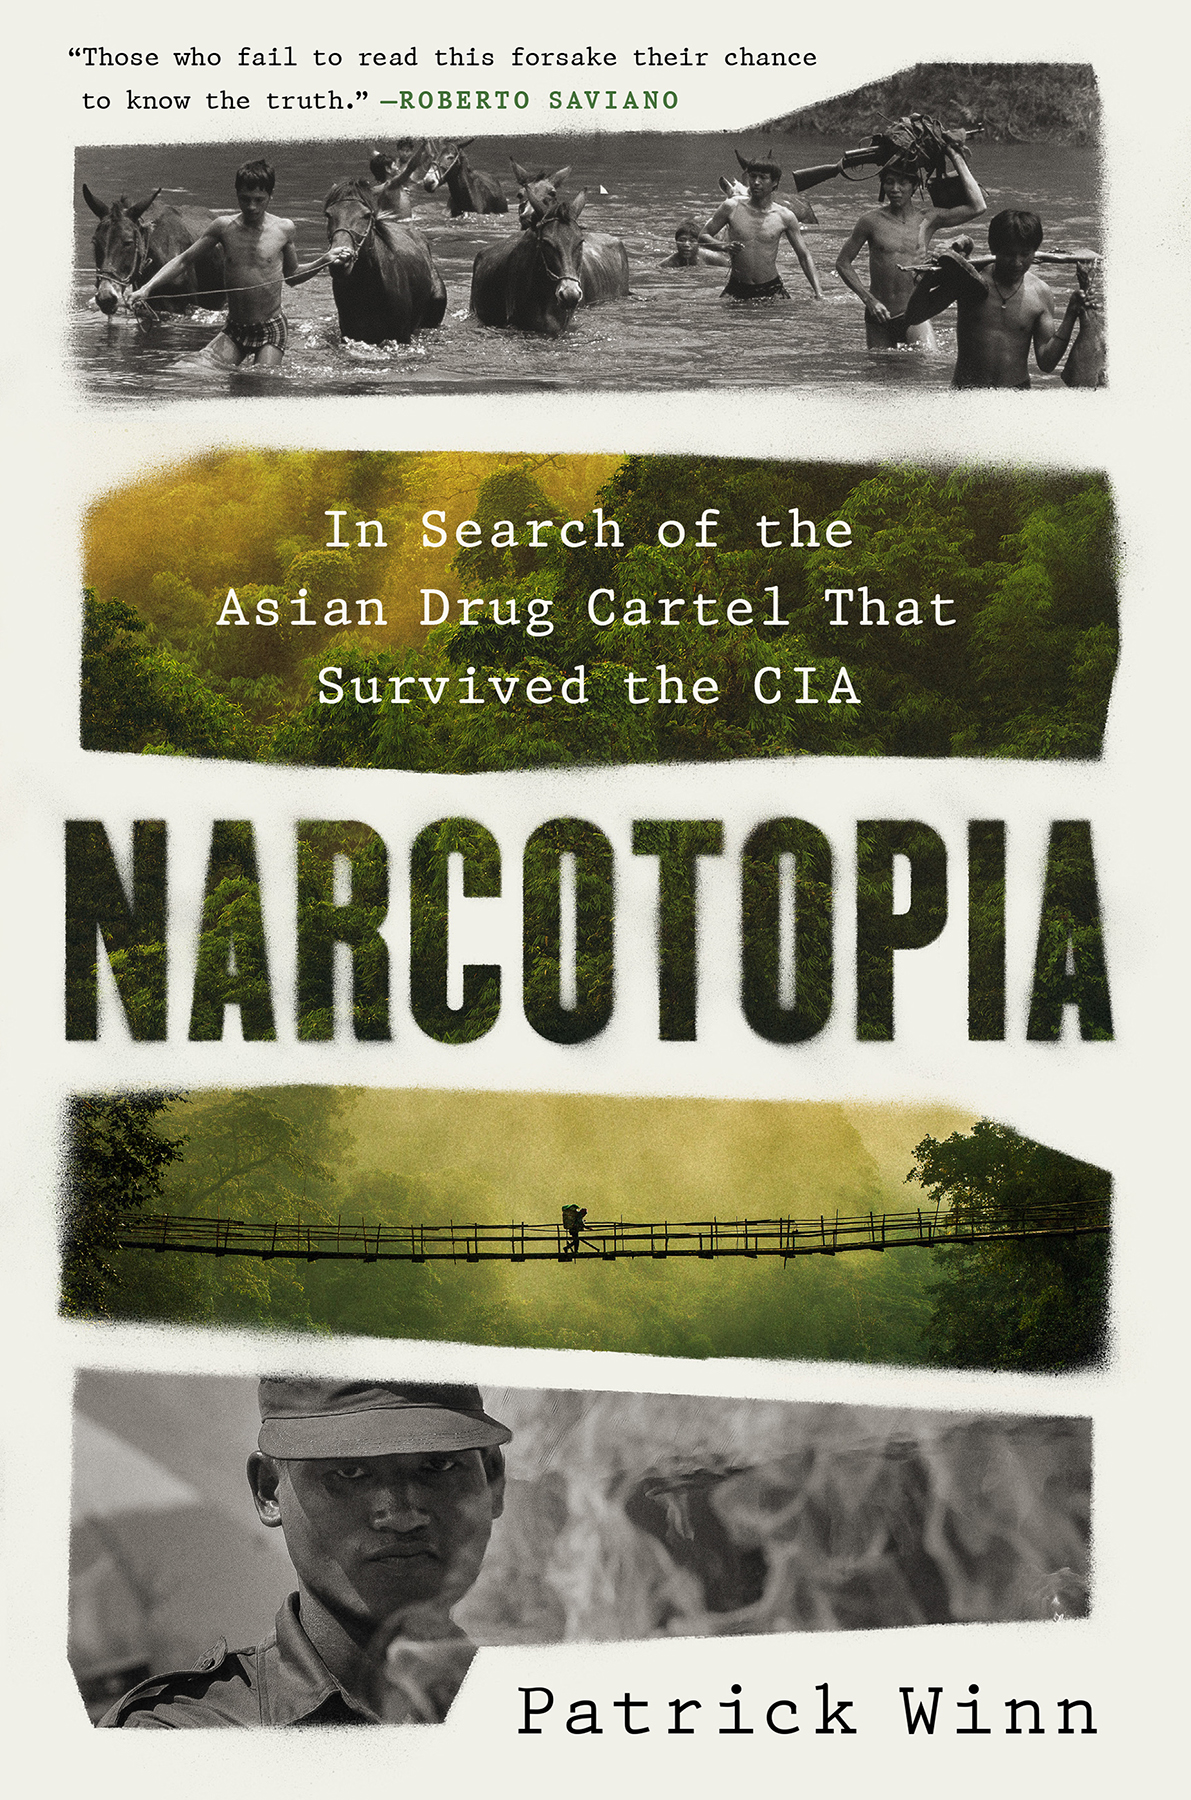 “Those who fail to read this forsake their chance
to know the truth.” —ROBERTO SAVIANO
In Search of the
Asian Drug Cartel That
Survived the CIA
NARCOTOPIA
Patrick Winn